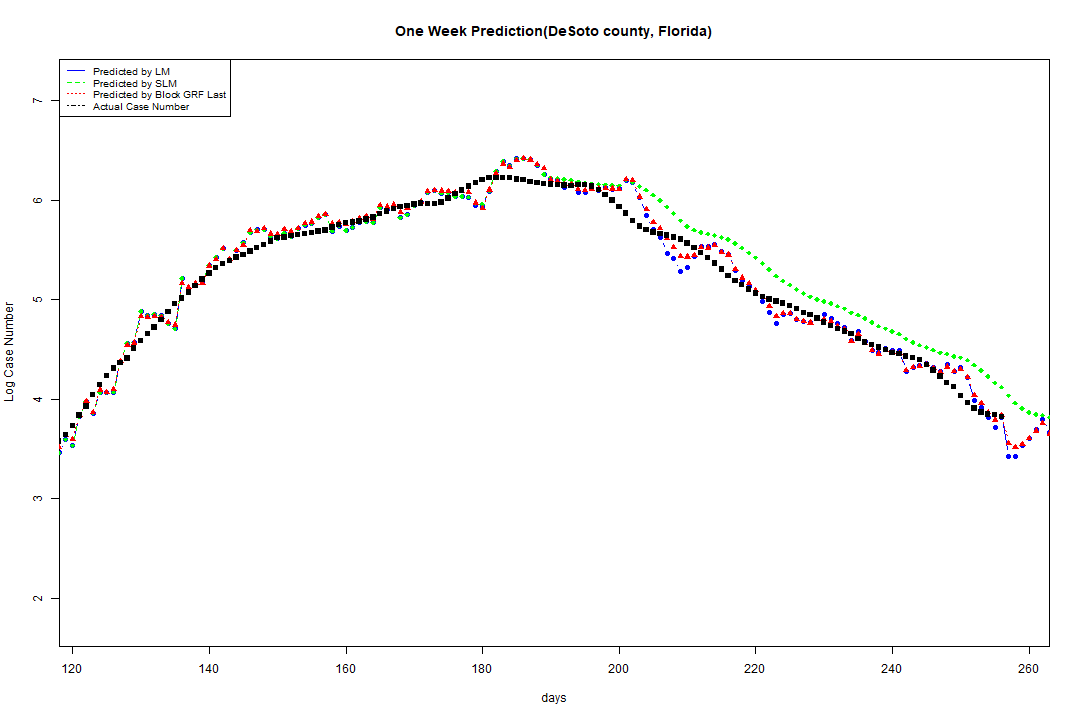 One Week Prediction(DeSoto county, Florida)
Predicted by LM
Predicted by SLM
Predicted by Block GRF Last
Actual Case Number
7
6
5
4
3
2
Log Case Number
120 140 160 180 200 220 240 260
days